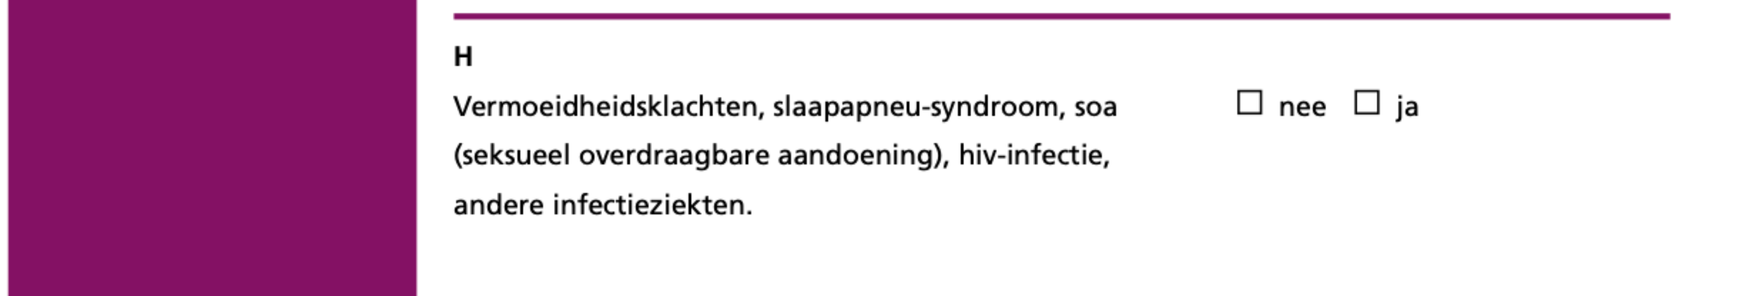 H
Vermoeidheidsklachten, slaapapneu-syndroom, soa ☐ nee ☐ ja
(seksueel overdraagbare aandoening), hiv-infectie,
andere infectieziekten.